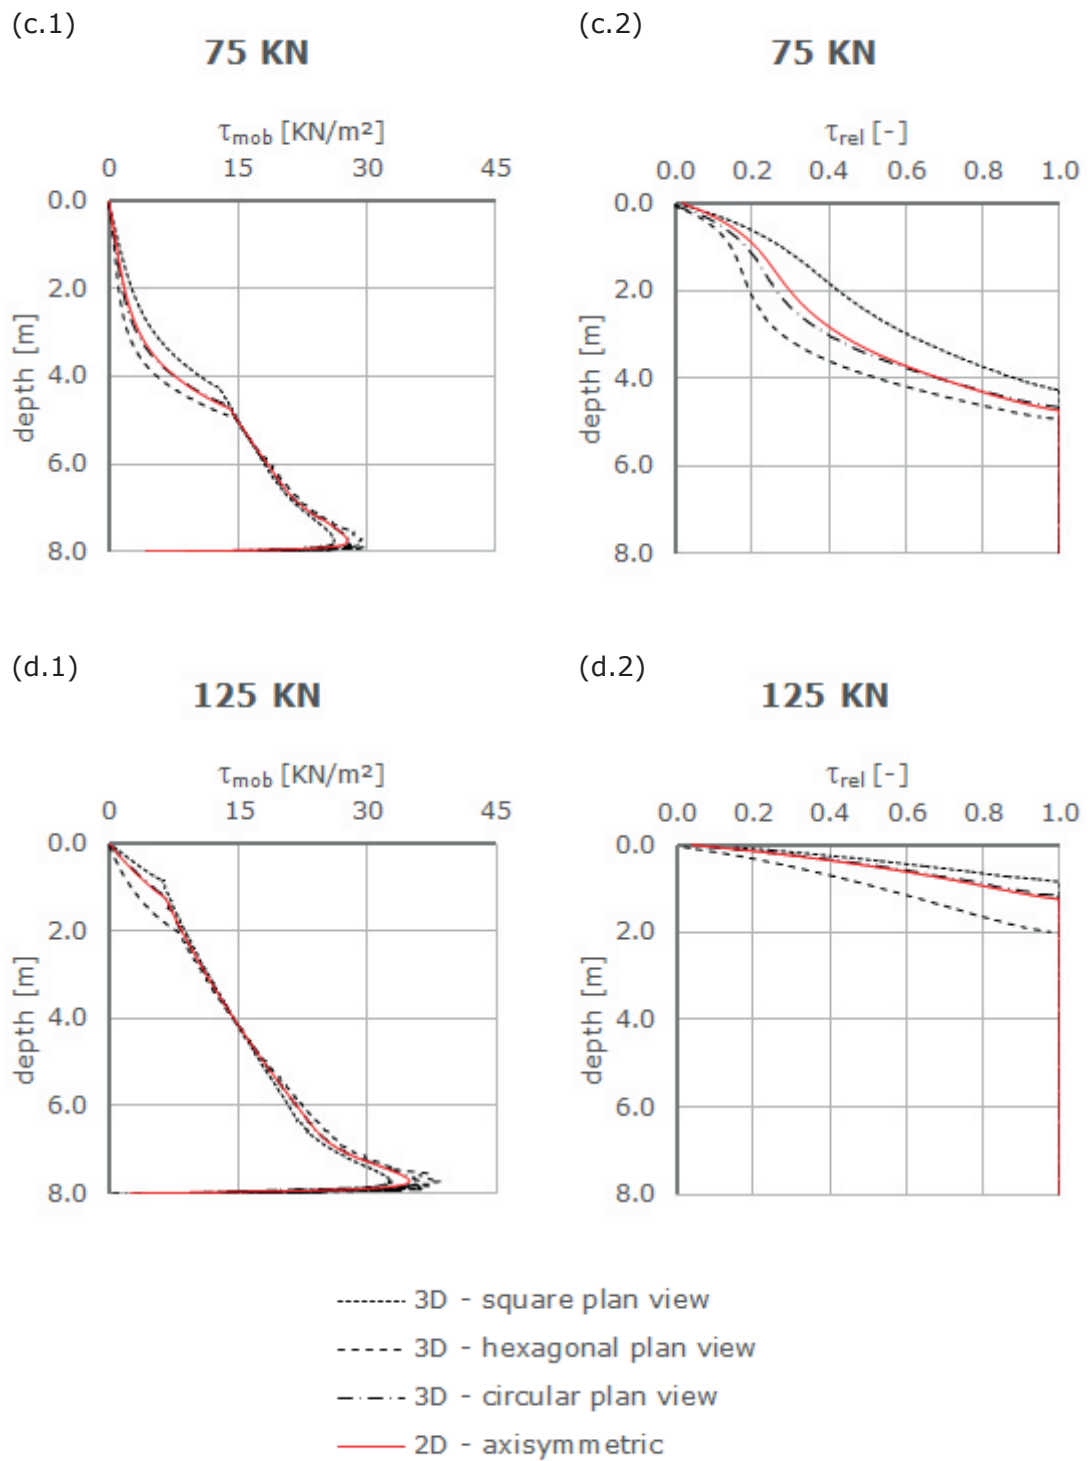 (c.1) (c.2)
75 KN 75 KN
τmob [KN/m²] τrel [-]
0 15 30 45 0.0 0.2 0.4 0.6 0.8 1.0
0.0 0.0
2.0 2.0
depth [m] depth [m]
4.0 4.0
6.0 6.0
8.0 8.0
(d.1) (d.2)
125 KN 125 KN
τmob [KN/m²] τrel [-]
0 15 30 45 0.0 0.2 0.4 0.6 0.8 1.0
0.0 0.0
2.0 2.0
depth [m] depth [m]
4.0 4.0
6.0 6.0
8.0 8.0
3D - square plan view
3D - hexagonal plan view
3D - circular plan view
2D - axisymmetric